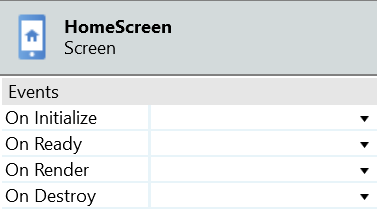 HomeScreen
Screen
Events
On Initialize
On Ready
On Render
On Destroy